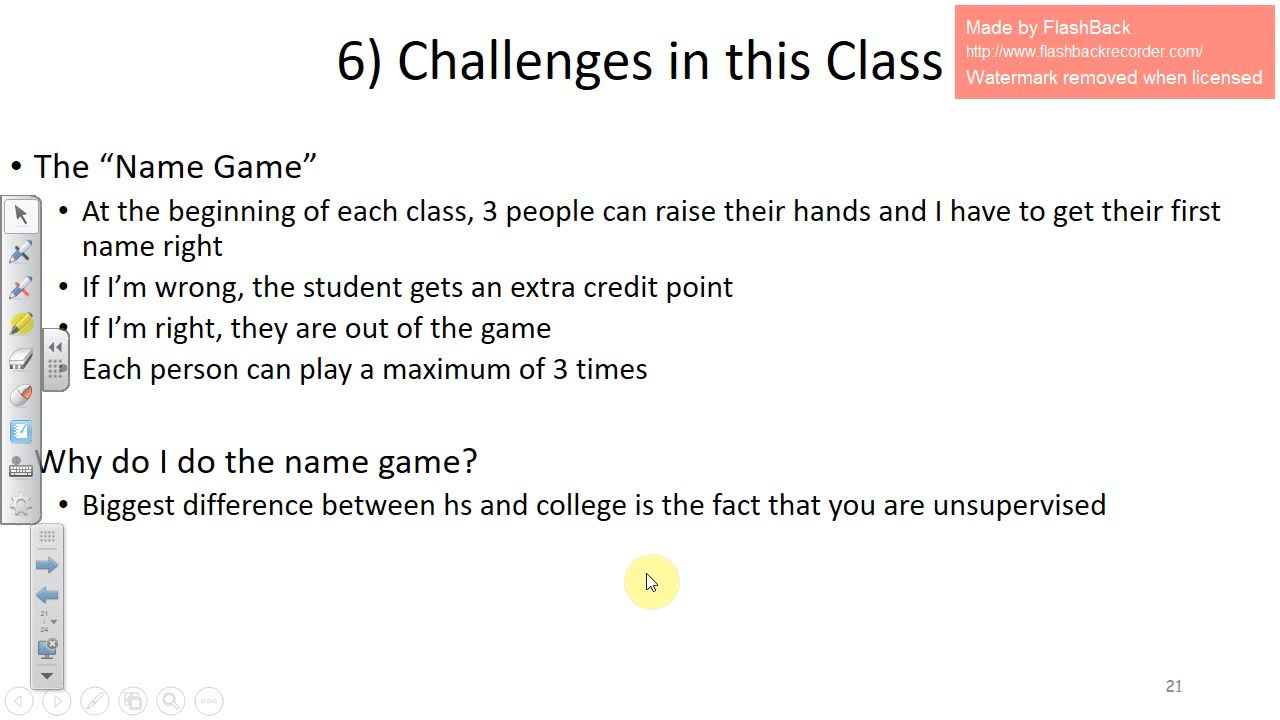 6) Challenges in this Class
Made by FlashBack
http://www.flashbackrecorder.com/
Watermark removed when licensed
• The “Name Game”
• At the beginning of each class, 3 people can raise their hands and I have to get their first
name right
• If I’m wrong, the student gets an extra credit point
• If I’m right, they are out of the game
Each person can play a maximum of 3 times
Why do I do the name game?
• Biggest difference between hs and college is the fact that you are unsupervised
21
24
21